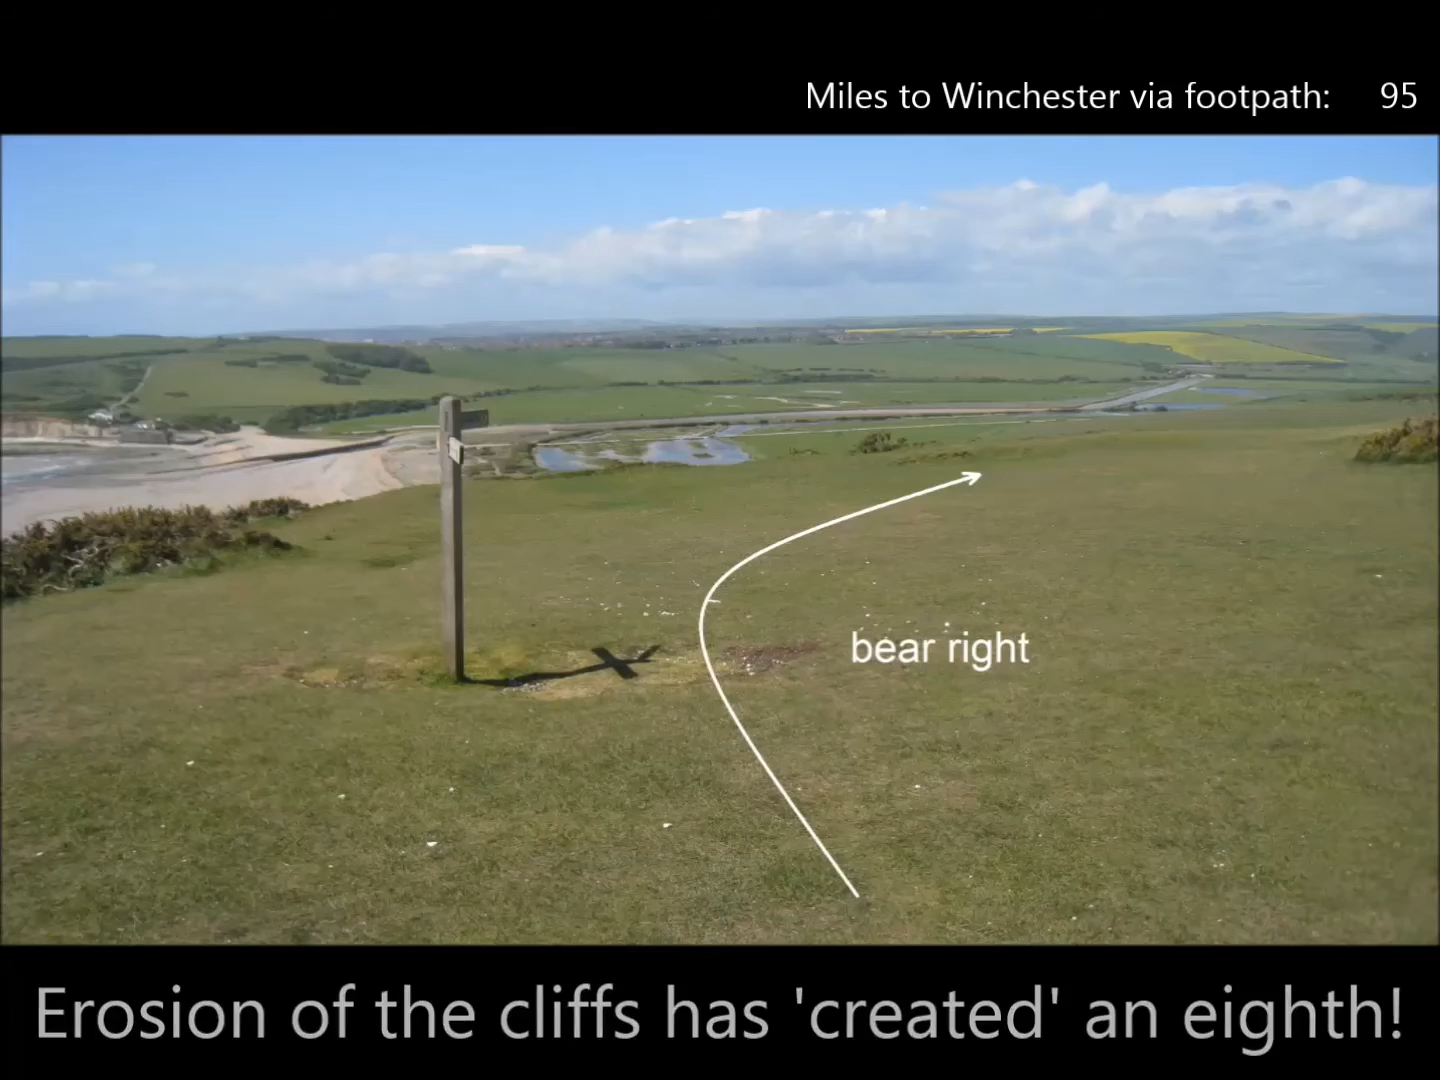 Miles to Winchester via footpath: 95
bear right
Erosion of the cliffs has 'created' an eighth!